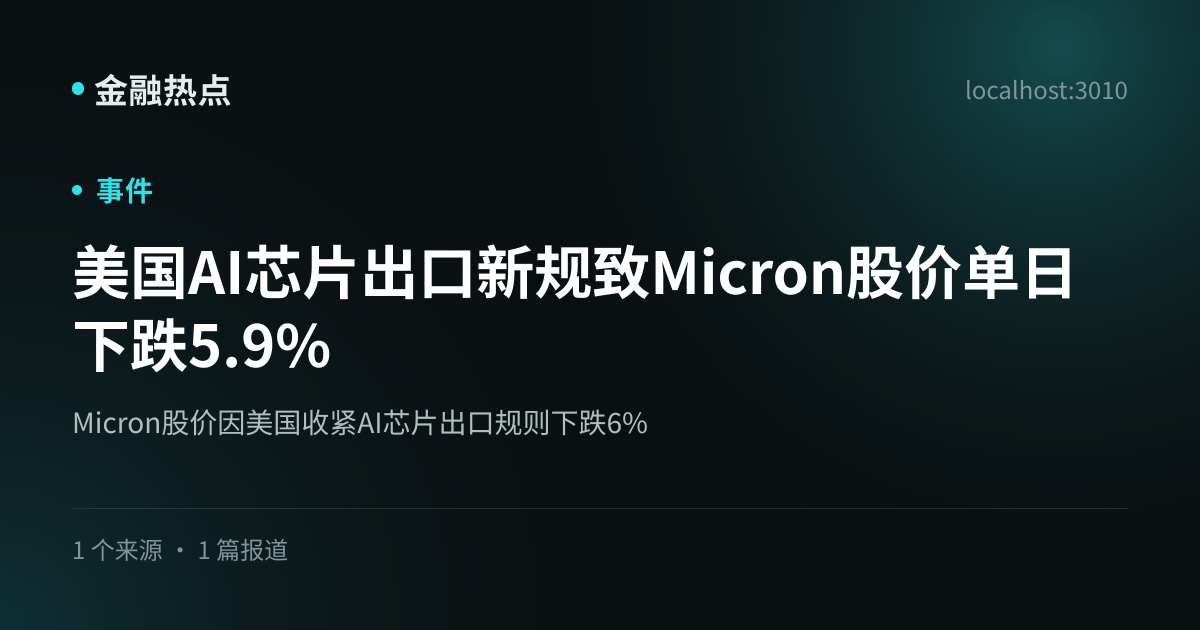 金融热点
localhost:3010
事件
美国AI芯片出口新规致Micron股价单日
下跌5.9%
Micron股价因美国收紧AI芯片出口规则下跌6%
1 个来源 · 1 篇报道